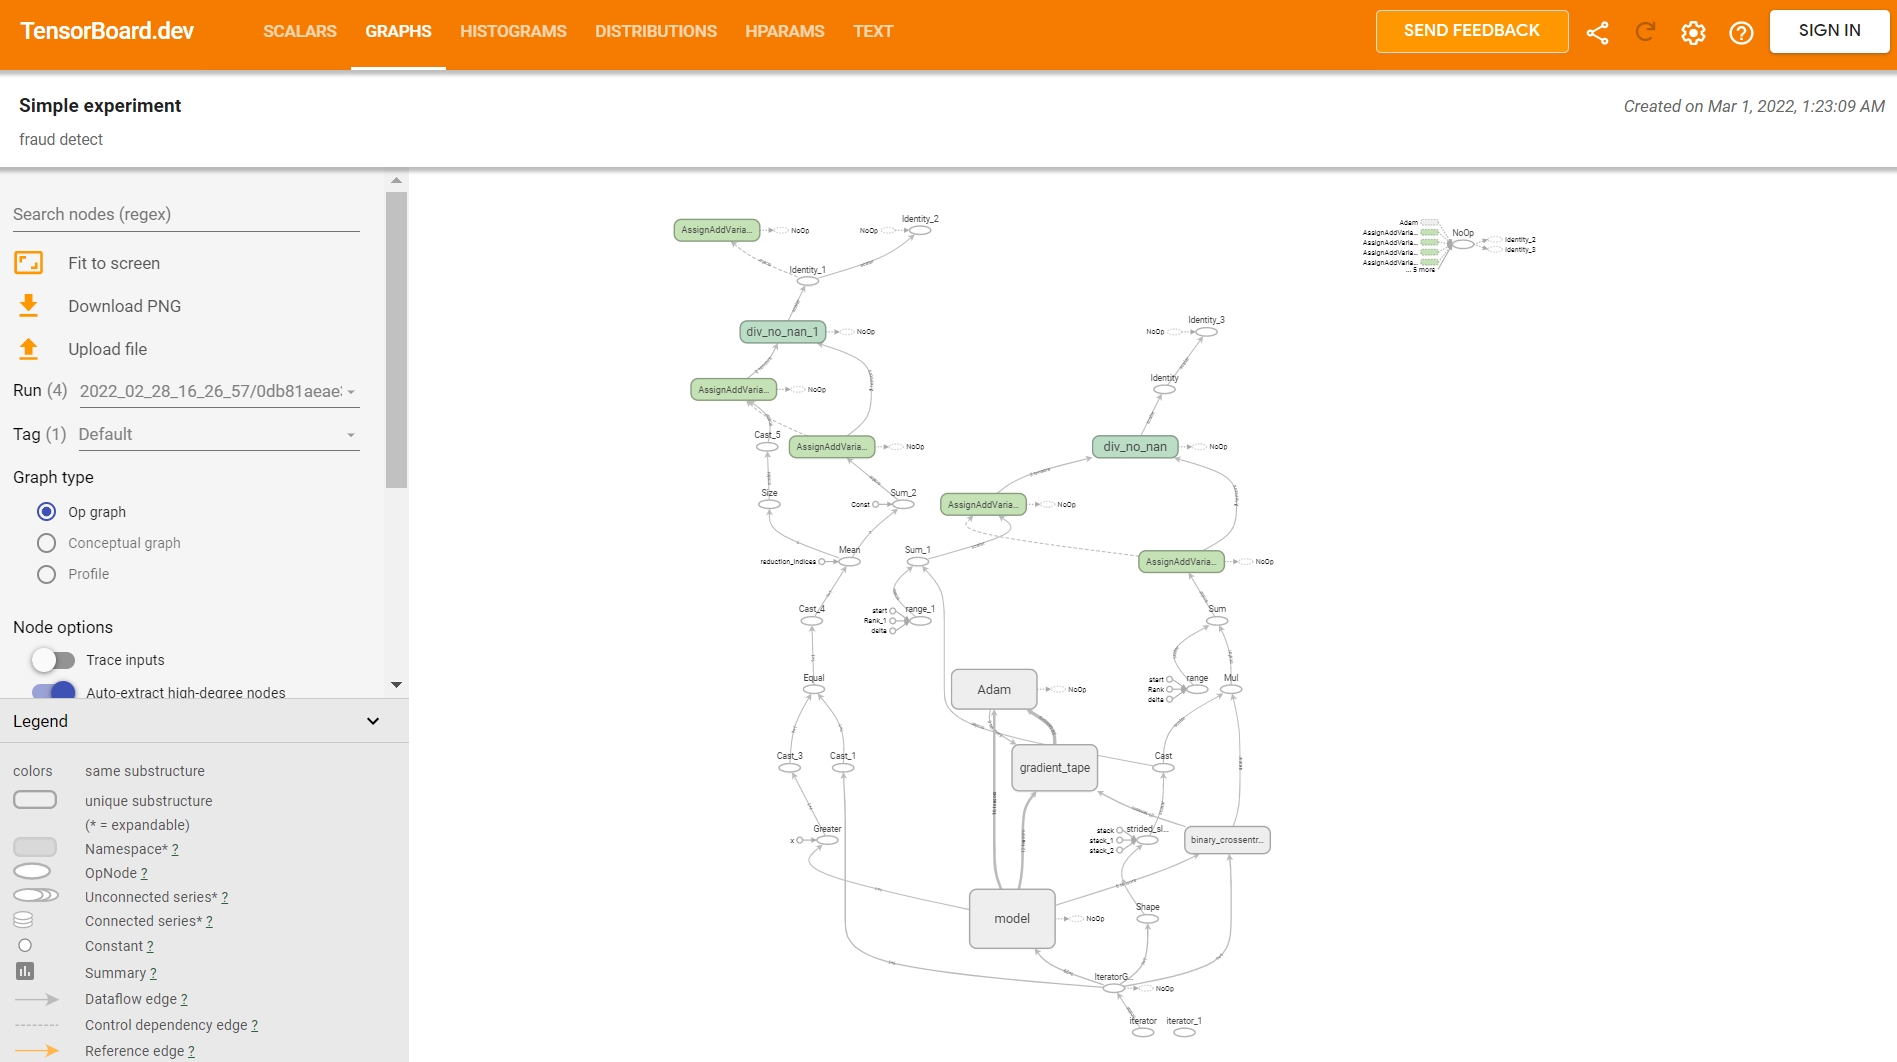 TensorBoard.dev
SCALARS
GRAPHS
HISTOGRAMS
DISTRIBUTIONS
HPARAMS
TEXT
SEND FEEDBACK
SIGN IN
Simple experiment
Created on Mar 1, 2022, 1:23:09 AM
fraud detect
Search nodes (regex)
Fit to screen
Download PNG
Upload file
Run (4) 2022_02_28_16_26_57/0db81aeae
Tag (1) Default
Graph type
Op graph
Conceptual graph
Profile
Node options
Trace inputs
Auto-extract high-degree nodes
Legend
colors same substructure
unique substructure
(* = expandable)
Namespace* ?
OpNode ?
Unconnected series* ?
Connected series* ?
Constant ?
Summary ?
Dataflow edge ?
Control dependency edge ?
Reference edge ?
AssignAddVaria...
NoOp
NoOp
Identity_2
Identity_1
div_no_nan_1
NoOp
AssignAddVaria...
NoOp
Cast_5
AssignAddVaria...
NoOp
Size
Const
Sum_2
Mean
reduction_indices
Sum_1
Cast_4
start
Rank_1
delta
range_1
Equal
Cast_3
Cast_1
Greater
x
Adam
NoOp
gradient_tape
model
NoOp
Identity_3
NoOp
Identity
div_no_nan
NoOp
AssignAddVaria...
NoOp
AssignAddVaria...
NoOp
Sum
start
Rank
delta
range
Mul
Cast
stack
stack_1
stack_2
strided_sl...
binary_crossentr...
Shape
IteratorG...
NoOp
iterator
iterator_1
Adam
AssignAddVaria...
AssignAddVaria...
AssignAddVaria...
AssignAddVaria...
... 5 more
NoOp
Identity_2
Identity_3